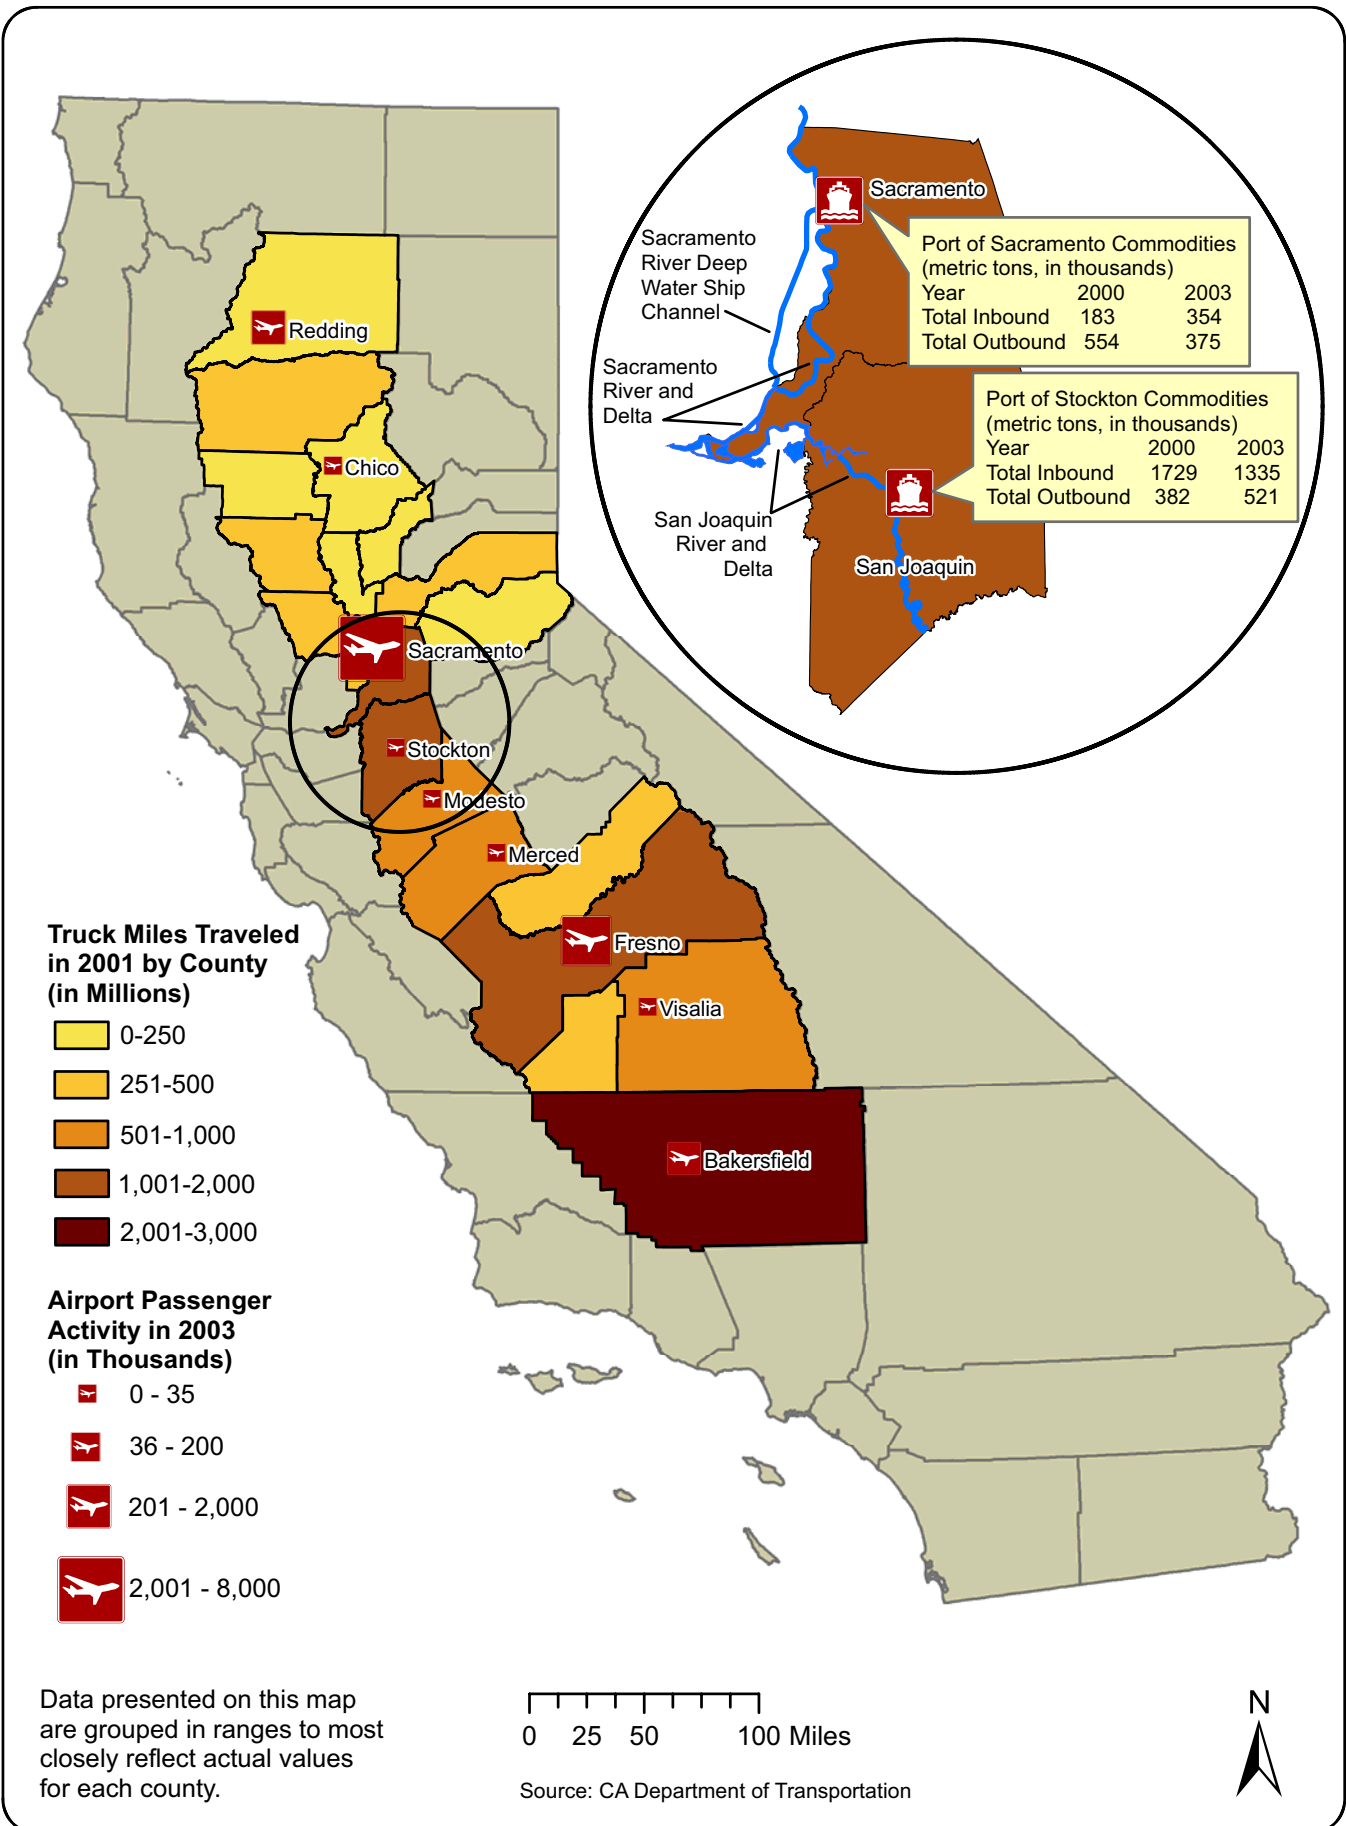 Sacramento
Sacramento
River Deep
Water Ship
Channel
Port of Sacramento Commodities
(metric tons, in thousands)
Year 2000 2003
Total Inbound 183 354
Total Outbound 554 375
Sacramento
River and
Delta
Port of Stockton Commodities
(metric tons, in thousands)
Year 2000 2003
Total Inbound 1729 1335
Total Outbound 382 521
San Joaquin
River and
Delta
San Joaquin
Redding
Chico
Sacramento
Stockton
Modesto
Merced
Fresno
Visalia
Bakersfield
Truck Miles Traveled
in 2001 by County
(in Millions)
0-250
251-500
501-1,000
1,001-2,000
2,001-3,000
Airport Passenger
Activity in 2003
(in Thousands)
0 - 35
36 - 200
201 - 2,000
2,001 - 8,000
Data presented on this map
are grouped in ranges to most
closely reflect actual values
for each county.
0 25 50 100 Miles
Source: CA Department of Transportation
N